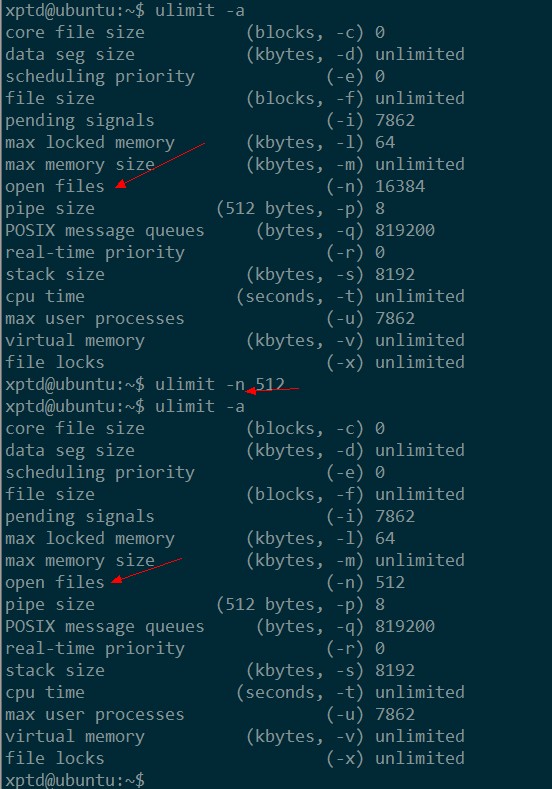 xptd@ubuntu:~$ ulimit -a
core file size          (blocks, -c) 0
data seg size           (kbytes, -d) unlimited
scheduling priority             (-e) 0
file size               (blocks, -f) unlimited
pending signals                 (-i) 7862
max locked memory       (kbytes, -l) 64
max memory size         (kbytes, -m) unlimited
open files                      (-n) 16384
pipe size            (512 bytes, -p) 8
POSIX message queues     (bytes, -q) 819200
real-time priority              (-r) 0
stack size              (kbytes, -s) 8192
cpu time               (seconds, -t) unlimited
max user processes              (-u) 7862
virtual memory          (kbytes, -v) unlimited
file locks                      (-x) unlimited
xptd@ubuntu:~$ ulimit -n 512
xptd@ubuntu:~$ ulimit -a
core file size          (blocks, -c) 0
data seg size           (kbytes, -d) unlimited
scheduling priority             (-e) 0
file size               (blocks, -f) unlimited
pending signals                 (-i) 7862
max locked memory       (kbytes, -l) 64
max memory size         (kbytes, -m) unlimited
open files                      (-n) 512
pipe size            (512 bytes, -p) 8
POSIX message queues     (bytes, -q) 819200
real-time priority              (-r) 0
stack size              (kbytes, -s) 8192
cpu time               (seconds, -t) unlimited
max user processes              (-u) 7862
virtual memory          (kbytes, -v) unlimited
file locks                      (-x) unlimited
xptd@ubuntu:~$